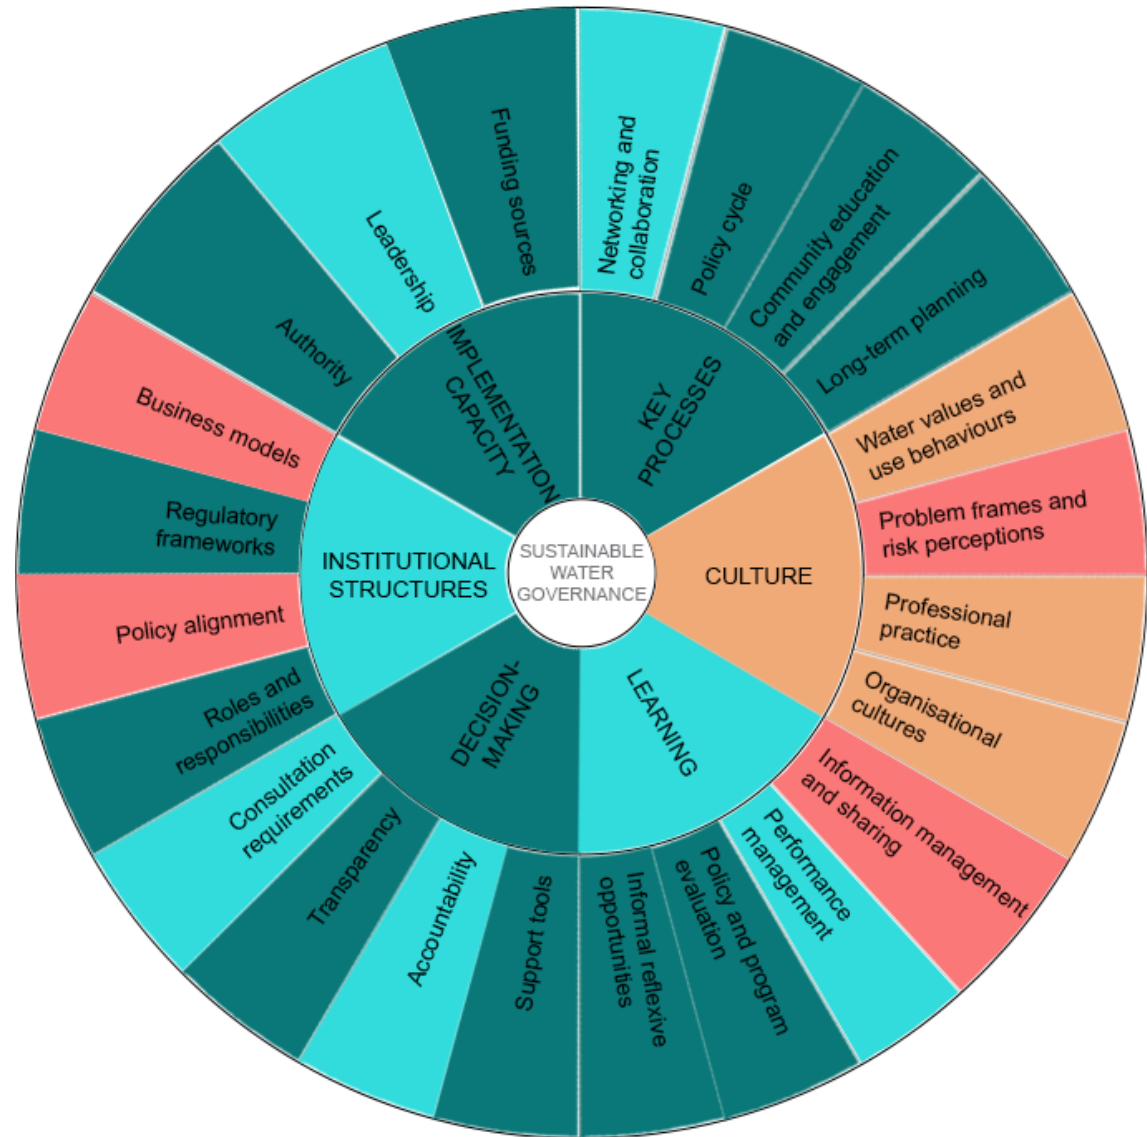 SUSTAINABLE
WATER
GOVERNANCE
KEY
PROCESSES
CULTURE
LEARNING
DECISION-
MAKING
INSTITUTIONAL
STRUCTURES
IMPLEMENTATION
CAPACITY
Networking and
collaboration
Policy cycle
Community education
and engagement
Long-term planning
Water values and
use behaviours
Problem frames and
risk perceptions
Professional
practice
Organisational
cultures
Information management
and sharing
Performance
management
Policy and program
evaluation
Informal reflexive
opportunities
Support tools
Accountability
Transparency
Consultation
requirements
Roles and
responsibilities
Policy alignment
Regulatory
frameworks
Business models
Authority
Leadership
Funding sources